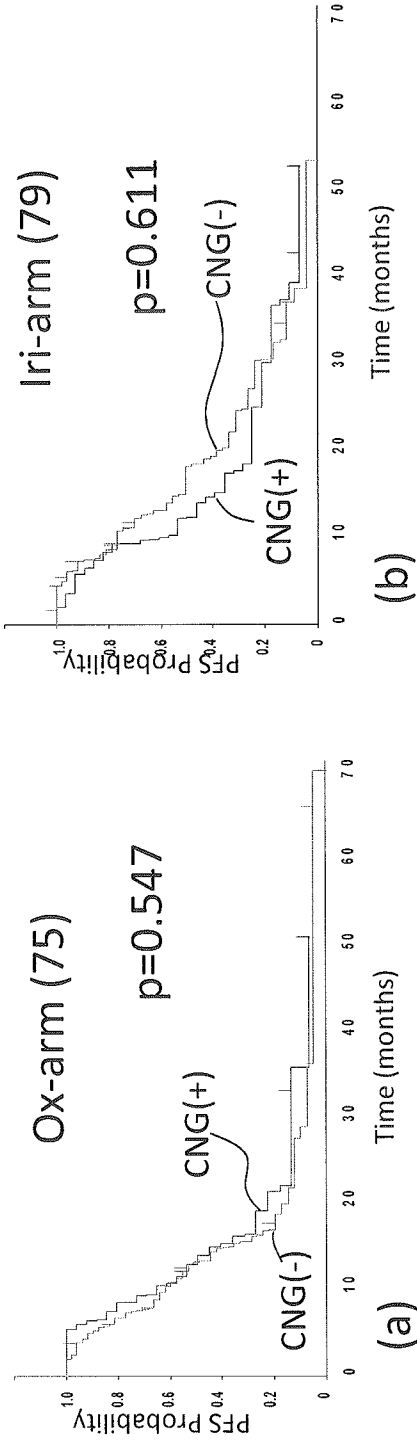 Ox-arm (75)
p=0.547
CNG(+)
CNG(-)
PFS Probability
1.0
0.8
0.6
0.4
0.2
0
0
10
20
30
40
50
60
70
Time (months)
(a)
Iri-arm (79)
p=0.611
CNG(-)
CNG(+)
PFS Probability
1.0
0.8
0.6
0.4
0.2
0
0
10
20
30
40
50
60
70
Time (months)
(b)